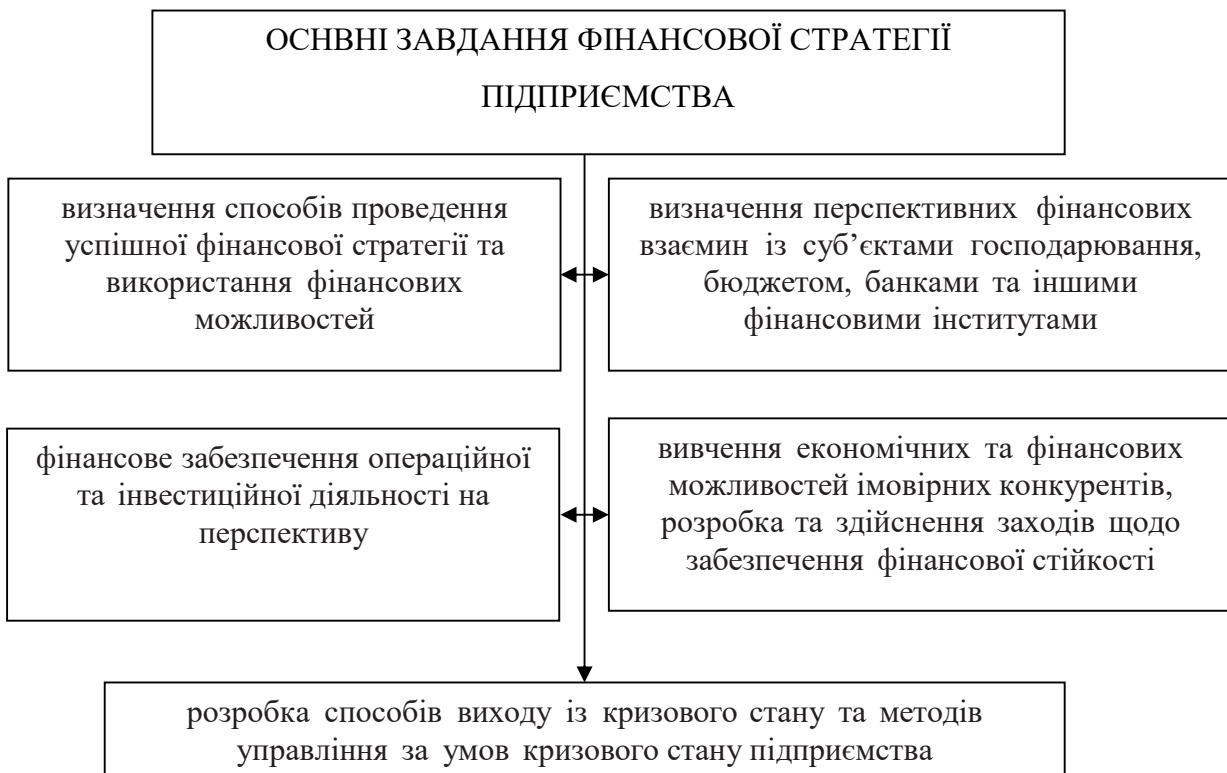 ОСНВНІ ЗАВДАННЯ ФІНАНСОВОЇ СТРАТЕГІЇ
ПІДПРИЄМСТВА
визначення способів проведення
успішної фінансової стратегії та
використання фінансових
можливостей
визначення перспективних фінансових
взаємин із суб’єктами господарювання,
бюджетом, банками та іншими
фінансовими інститутами
фінансове забезпечення операційної
та інвестиційної діяльності на
перспективу
вивчення економічних та фінансових
можливостей імовірних конкурентів,
розробка та здійснення заходів щодо
забезпечення фінансової стійкості
розробка способів виходу із кризового стану та методів
управління за умов кризового стану підприємства